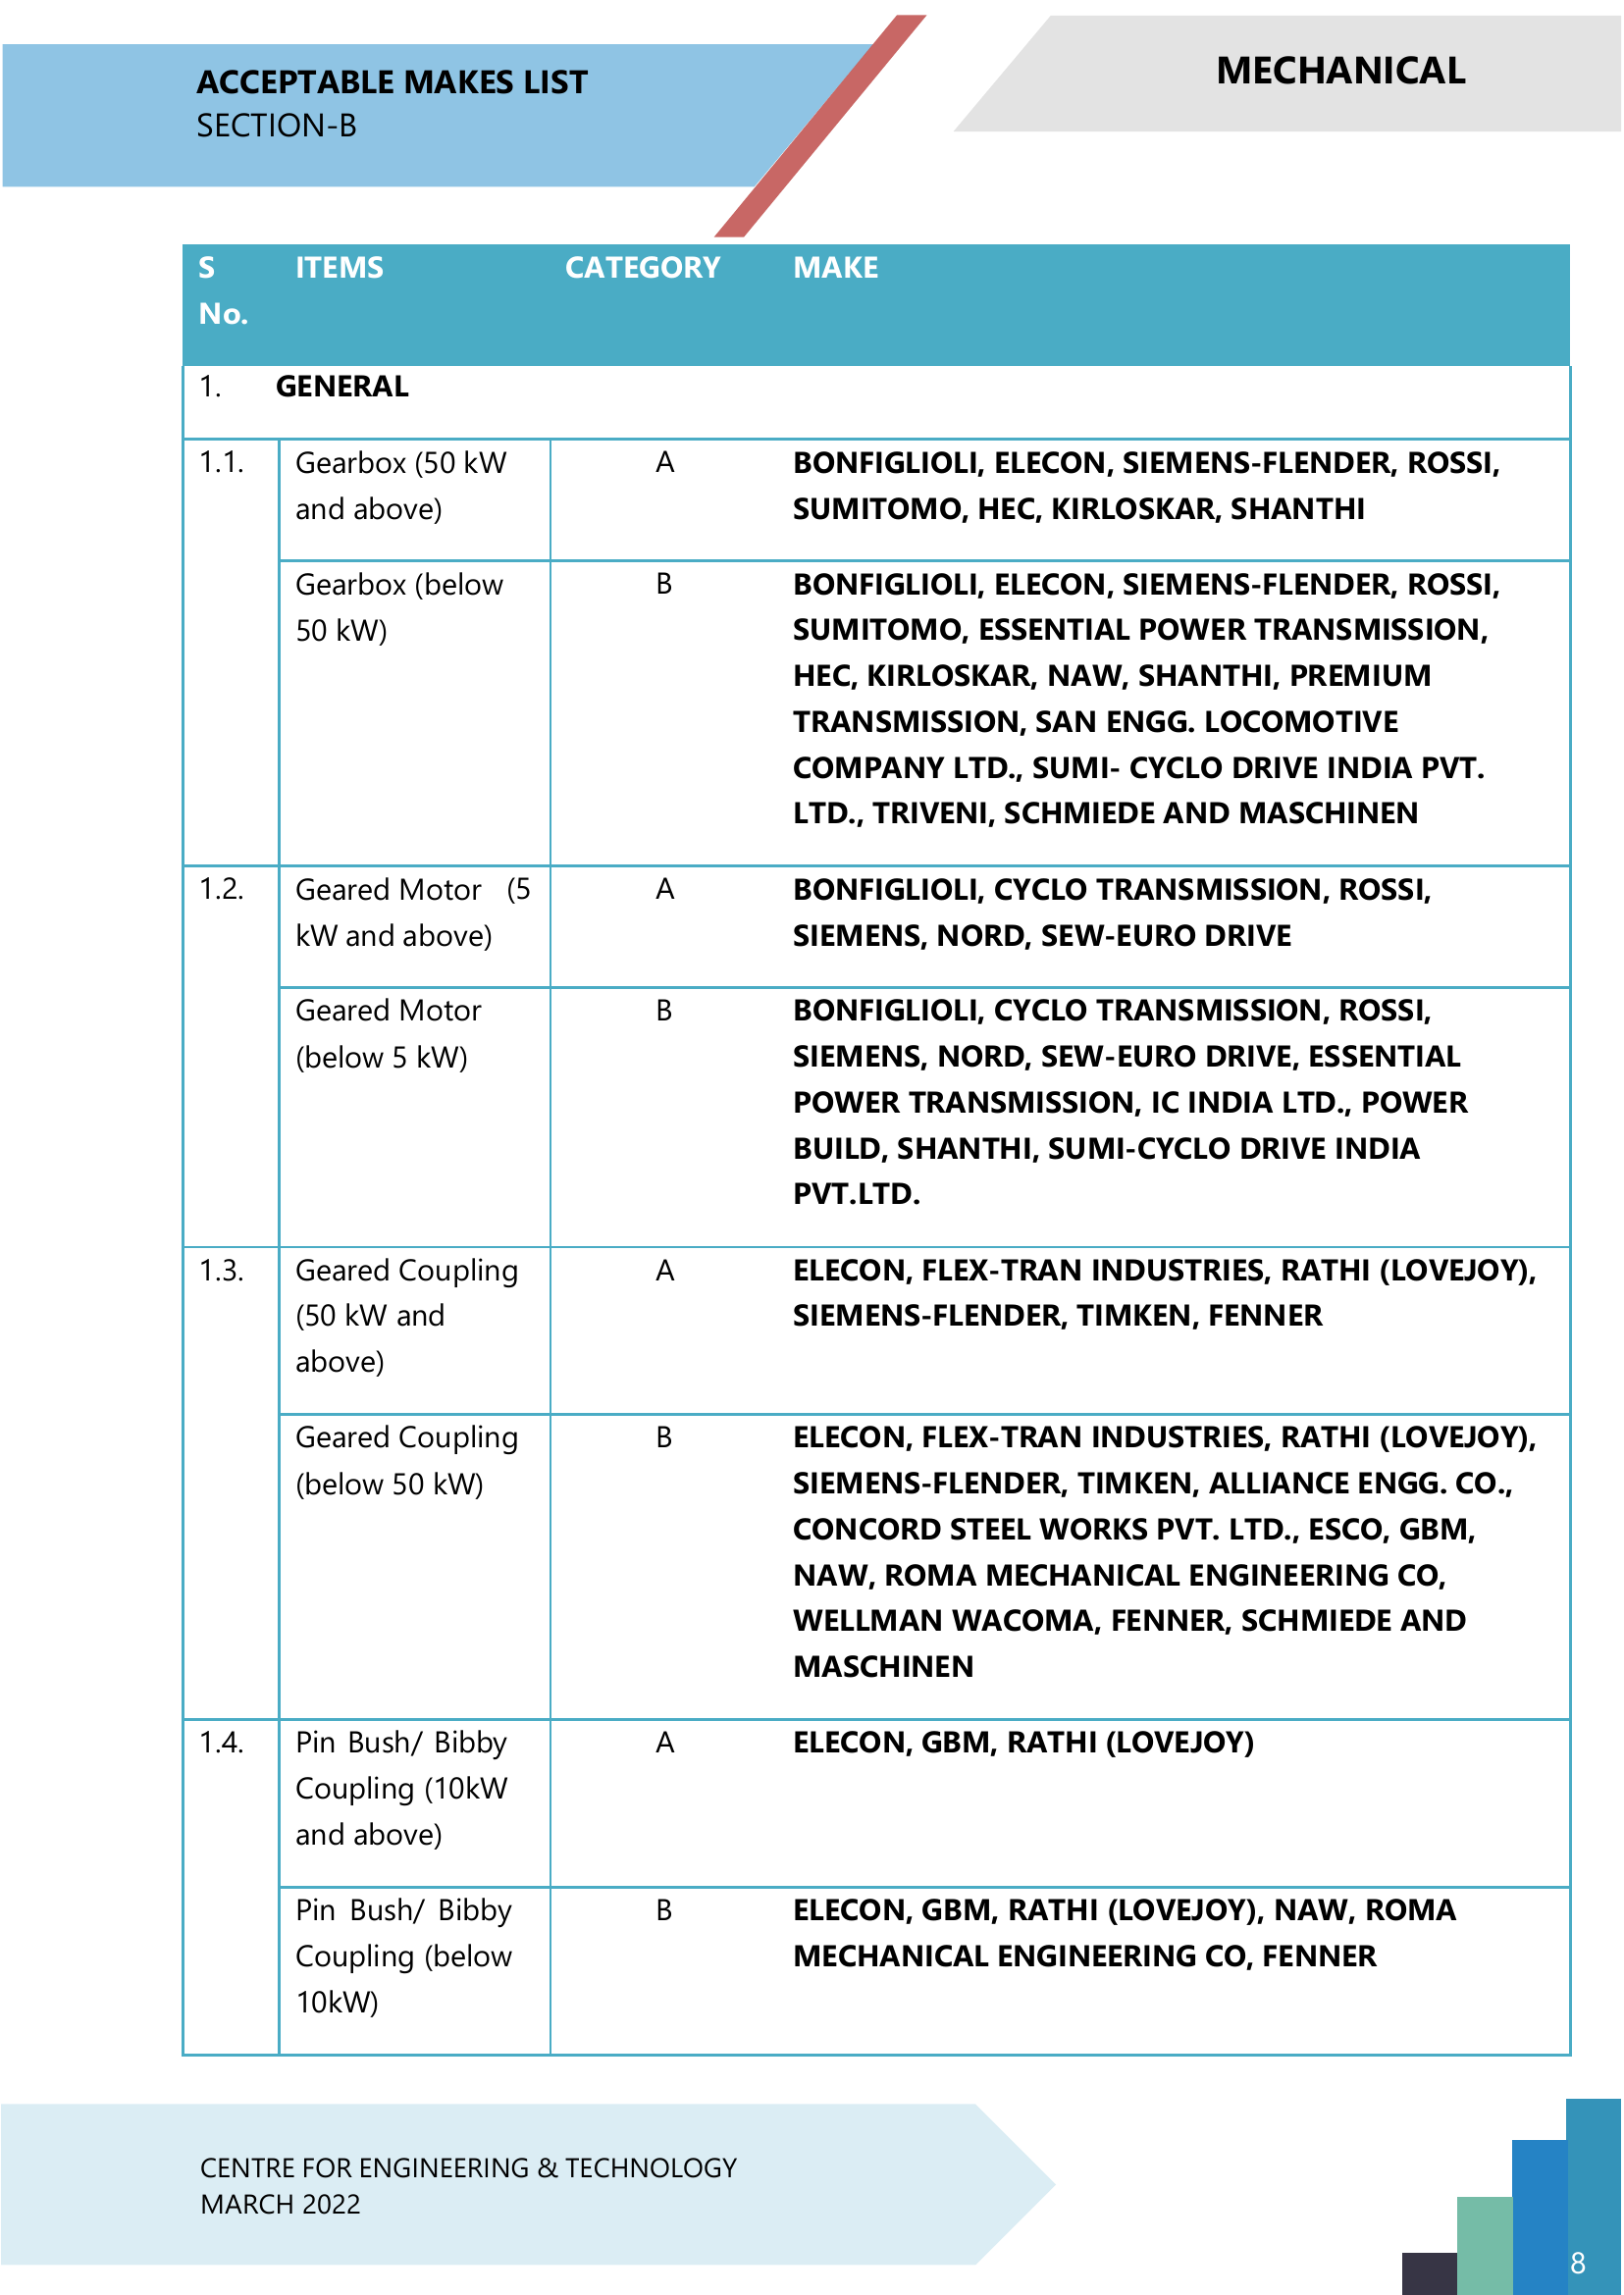 ACCEPTABLE MAKES LIST
SECTION-B
MECHANICAL
S No. ITEMS CATEGORY MAKE
1. GENERAL
1.1. Gearbox (50 kW A BONFIGLIOLI, ELECON, SIEMENS-FLENDER, ROSSI,
and above) SUMITOMO, HEC, KIRLOSKAR, SHANTHI
Gearbox (below B BONFIGLIOLI, ELECON, SIEMENS-FLENDER, ROSSI,
50 kW) SUMITOMO, ESSENTIAL POWER TRANSMISSION,
HEC, KIRLOSKAR, NAW, SHANTHI, PREMIUM
TRANSMISSION, SAN ENGG. LOCOMOTIVE
COMPANY LTD., SUMI- CYCLO DRIVE INDIA PVT.
LTD., TRIVENI, SCHMIEDE AND MASCHINEN
1.2. Geared Motor (5 A BONFIGLIOLI, CYCLO TRANSMISSION, ROSSI,
kW and above) SIEMENS, NORD, SEW-EURO DRIVE
Geared Motor B BONFIGLIOLI, CYCLO TRANSMISSION, ROSSI,
(below 5 kW) SIEMENS, NORD, SEW-EURO DRIVE, ESSENTIAL
POWER TRANSMISSION, IC INDIA LTD., POWER
BUILD, SHANTHI, SUMI-CYCLO DRIVE INDIA
PVT.LTD.
1.3. Geared Coupling A ELECON, FLEX-TRAN INDUSTRIES, RATHI (LOVEJOY),
(50 kW and SIEMENS-FLENDER, TIMKEN, FENNER
above)
Geared Coupling B ELECON, FLEX-TRAN INDUSTRIES, RATHI (LOVEJOY),
(below 50 kW) SIEMENS-FLENDER, TIMKEN, ALLIANCE ENGG. CO.,
CONCORD STEEL WORKS PVT. LTD., ESCO, GBM,
NAW, ROMA MECHANICAL ENGINEERING CO,
WELLMAN WACOMA, FENNER, SCHMIEDE AND
MASCHINEN
1.4. Pin Bush/ Bibby A ELECON, GBM, RATHI (LOVEJOY)
Coupling (10kW
and above)
Pin Bush/ Bibby B ELECON, GBM, RATHI (LOVEJOY), NAW, ROMA
Coupling (below MECHANICAL ENGINEERING CO, FENNER
10kW)
CENTRE FOR ENGINEERING & TECHNOLOGY
MARCH 2022
8